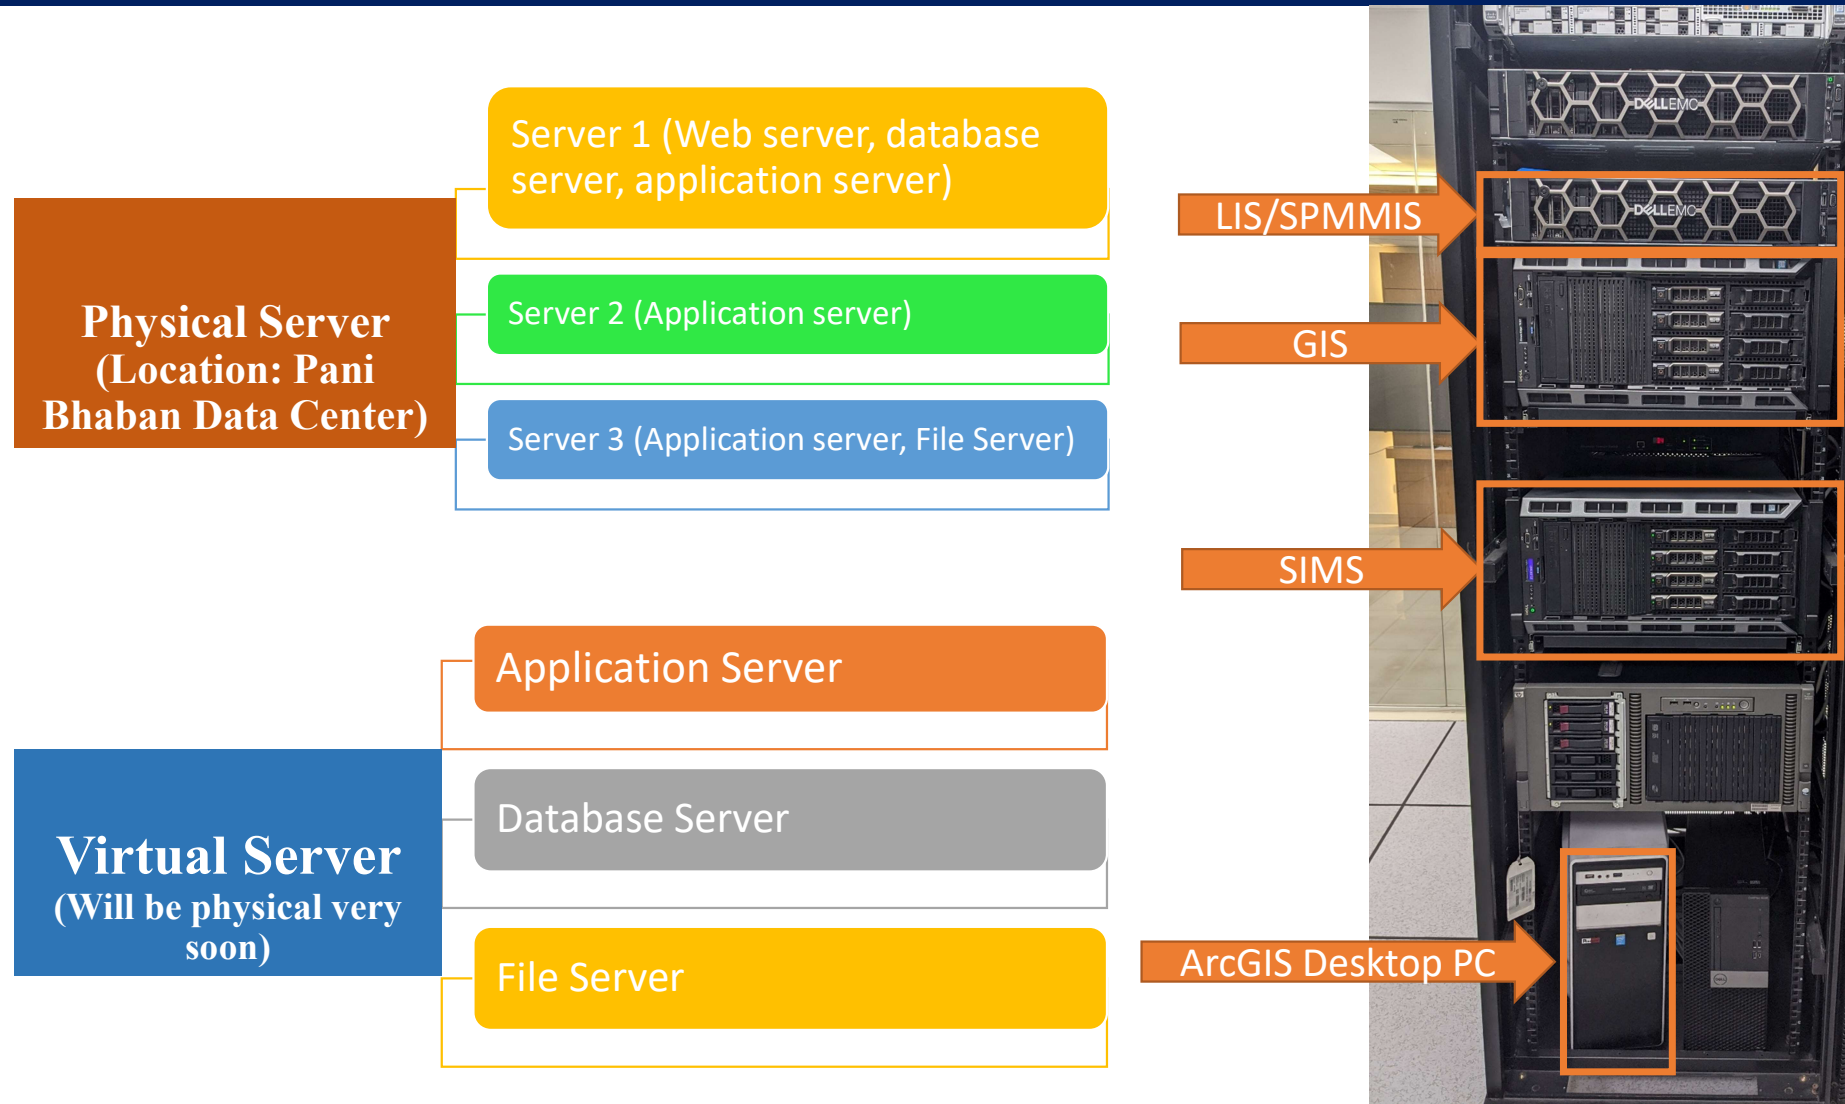 Physical Server
(Location: Pani
Bhaban Data Center)
Server 1 (Web server, database
server, application server)
Server 2 (Application server)
Server 3 (Application server, File Server)
Virtual Server
(Will be physical very
soon)
Application Server
Database Server
File Server
LIS/SPMMIS
GIS
SIMS
ArcGIS Desktop PC
DELLEMC
DELLEMC